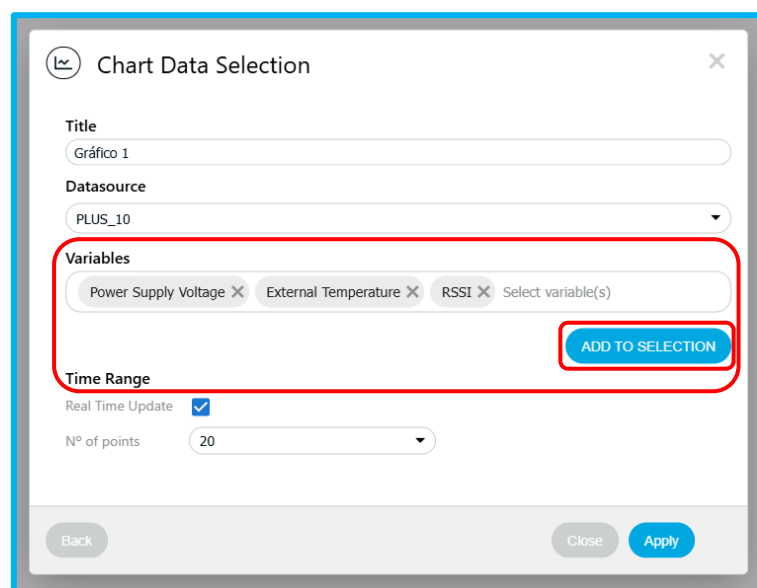 Chart Data Selection
Title
Gráfico 1
Datasource
PLUS_10
Variables
Power Supply Voltage External Temperature RSSI Select variable(s)
ADD TO SELECTION
Time Range
Real Time Update
Nº of points 20
Back Close Apply